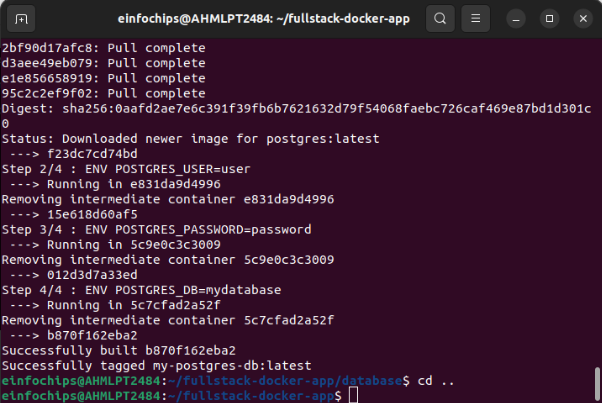 einfochips@AHMLPT2484: ~/fullstack-docker-app
2bf90d17afc8: Pull complete
d3aee49eb079: Pull complete
e1e856658919: Pull complete
95c2c2ef9f02: Pull complete
Digest: sha256:0aafd2ae7e6c391f39fb6b7621632d79f54068faebc726caf469e87bd1d301c
0
Status: Downloaded newer image for postgres:latest
 ---> f23dc7cd74bd
Step 2/4 : ENV POSTGRES_USER=user
 ---> Running in e831da9d4996
Removing intermediate container e831da9d4996
 ---> 15e618d60af5
Step 3/4 : ENV POSTGRES_PASSWORD=password
 ---> Running in 5c9e0c3c3009
Removing intermediate container 5c9e0c3c3009
 ---> 012d3d7a33ed
Step 4/4 : ENV POSTGRES_DB=mydatabase
 ---> Running in 5c7cfad2a52f
Removing intermediate container 5c7cfad2a52f
 ---> b870f162eba2
Successfully built b870f162eba2
Successfully tagged my-postgres-db:latest
einfochips@AHMLPT2484:~/fullstack-docker-app/database$ cd ..
einfochips@AHMLPT2484:~/fullstack-docker-app$